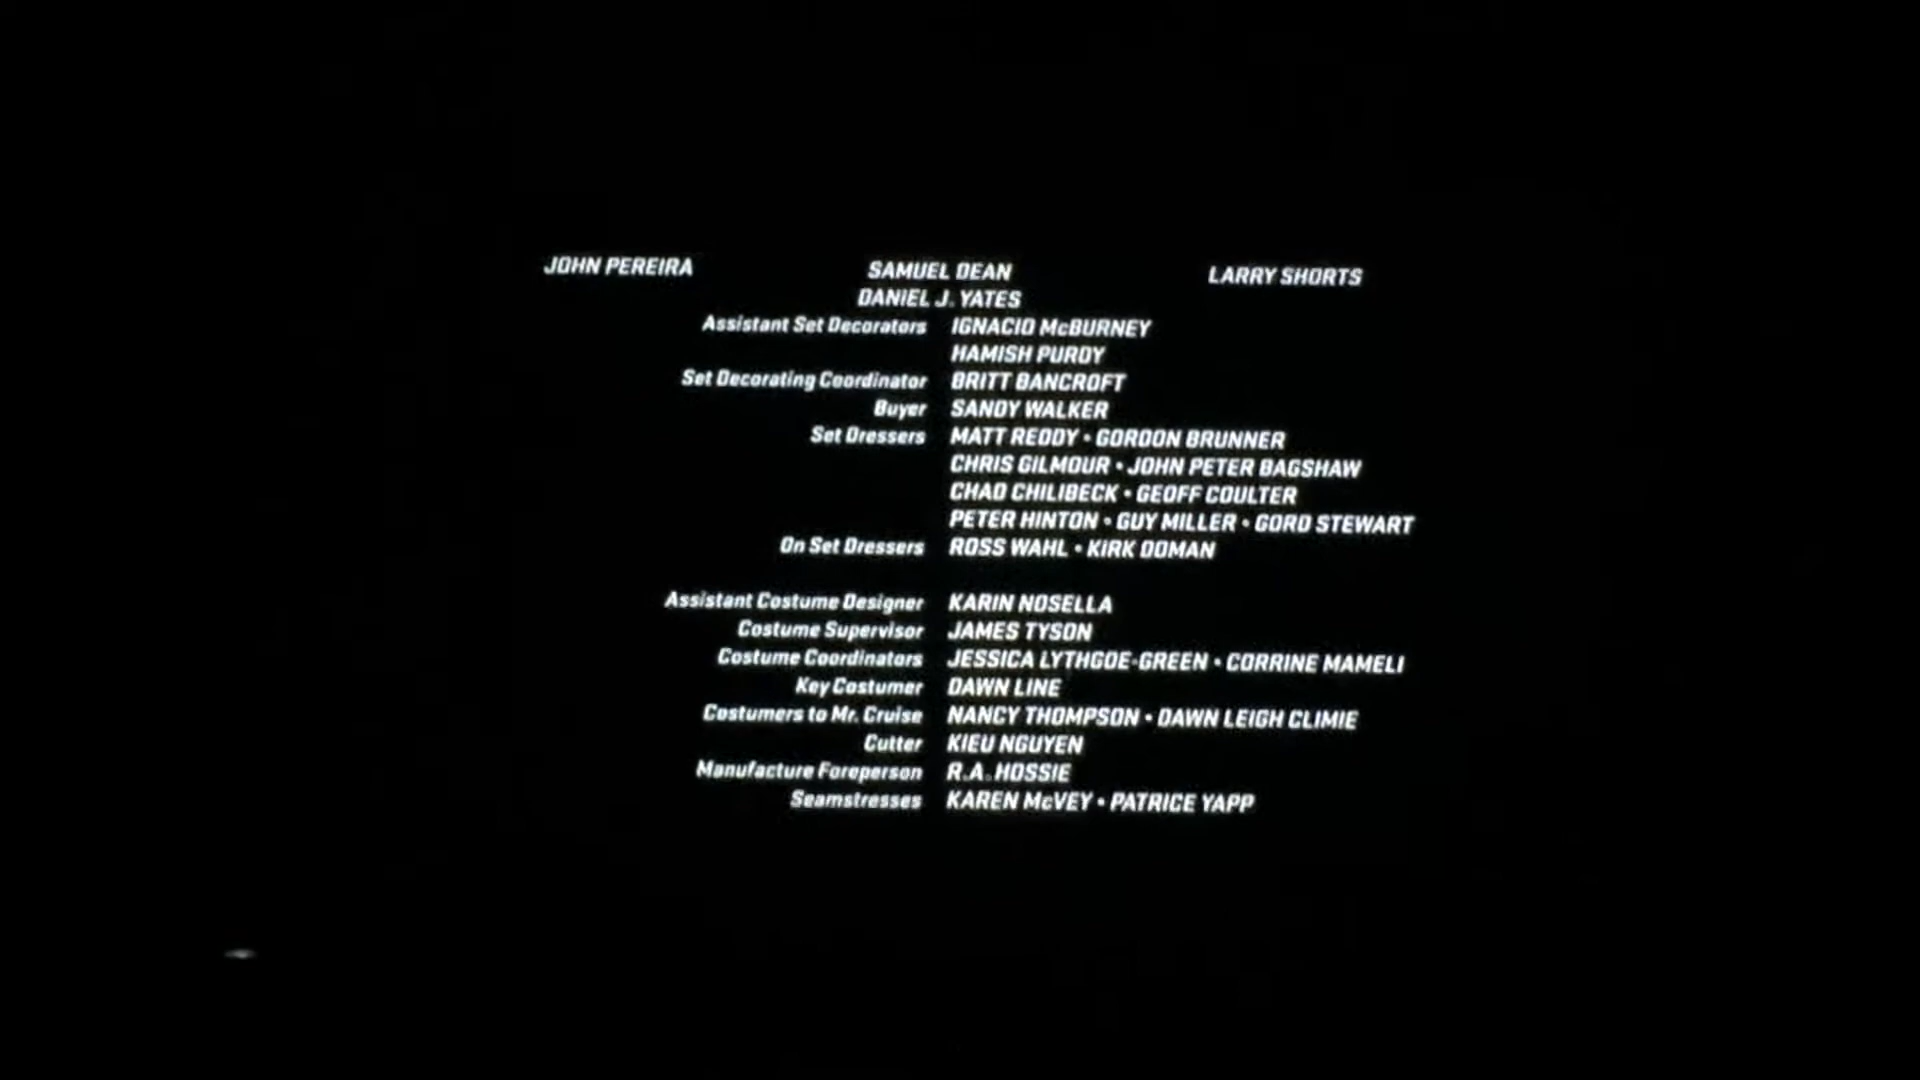 JOHN PEREIRA SAMUEL DEAN LARRY SHORTS
DANIEL J. YATES
Assistant Set Decorators IGNACIO McBURNEY
HAMISH PURDY
Set Decorating Coordinator BRITT BANCROFT
Buyer SANDY WALKER
Set Dressers MATT REDDY • GORDON BRUNNER
CHRIS GILMOUR • JOHN PETER BAGSHAW
CHAD CHILIBECK • GEOFF COULTER
PETER HINTON • GUY MILLER • GORD STEWART
On Set Dressers ROSS WAHL • KIRK DOMAN
Assistant Costume Designer KARIN NOSELLA
Costume Supervisor JAMES TYSON
Costume Coordinators JESSICA LYTHGOE-GREEN • CORRINE MAMELI
Key Costumer DAWN LINE
Costumers to Mr. Cruise NANCY THOMPSON • DAWN LEIGH CLIMIE
Cutter KIEU NGUYEN
Manufacture Foreperson R.A. HOSSIE
Seamstresses KAREN McVEY • PATRICE YAPP